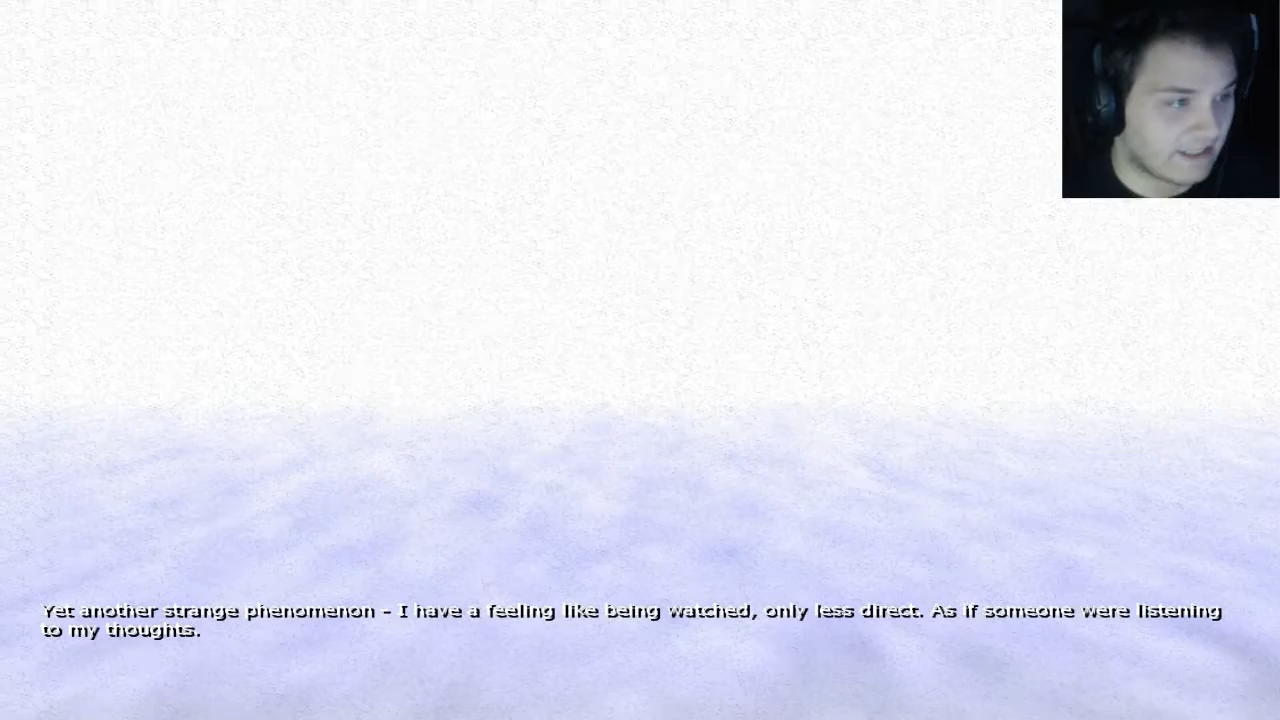 Yet another strange phenomenon - I have a feeling like being watched, only less direct. As if someone were listening
to my thoughts.